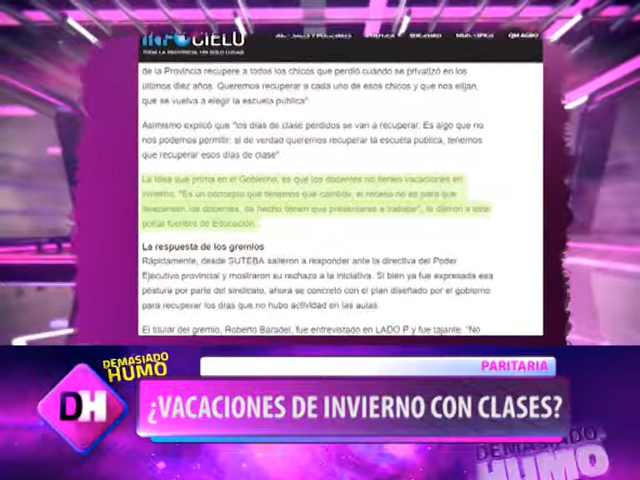 INFOCIELO
TODA LA PROVINCIA, UN SOLO LUGAR
de la Provincia recupere a todos los chicos que perdió cuando se privatizó en los
últimos diez años. Queremos recuperar a cada uno de esos chicos y que nos elijan,
que se vuelva a elegir la escuela pública"
Asimismo explicó que "los días de clase perdidos se van a recuperar. Es algo que no
nos podemos permitir: si de verdad queremos recuperar la escuela pública, tenemos
que recuperar esos días de clase".
La idea que prima en el Gobierno, es que los docentes no tienen vacaciones en
invierno. "Es un concepto que tenemos que cambiar, el receso no es para que
descansen los docentes, de hecho tienen que presentarse a trabajar", le dijeron a este
portal fuentes de Educación.
La respuesta de los gremios
Rápidamente, desde SUTEBA salieron a responder ante la directiva del Poder
Ejecutivo provincial y mostraron su rechazo a la iniciativa. Si bien ya fue expresada esa
postura por parte del sindicato, ahora se concretó con el plan diseñado por el gobierno
para recuperar los días que no hubo actividad en las aulas.
El titular del gremio, Roberto Baradel, fue entrevistado en LADO P y fue tajante. "No
DEMASIADO
HUMO
PARITARIA
DH
¿VACACIONES DE INVIERNO CON CLASES?
DEMASIADO
HUMO